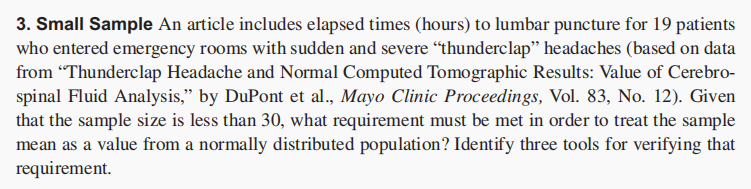 3. Small Sample An article includes elapsed times (hours) to lumbar puncture for 19 patients
who entered emergency rooms with sudden and severe “thunderclap” headaches (based on data
from “Thunderclap Headache and Normal Computed Tomographic Results: Value of Cerebro-
spinal Fluid Analysis,” by DuPont et al., Mayo Clinic Proceedings, Vol. 83, No. 12). Given
that the sample size is less than 30, what requirement must be met in order to treat the sample
mean as a value from a normally distributed population? Identify three tools for verifying that
requirement.